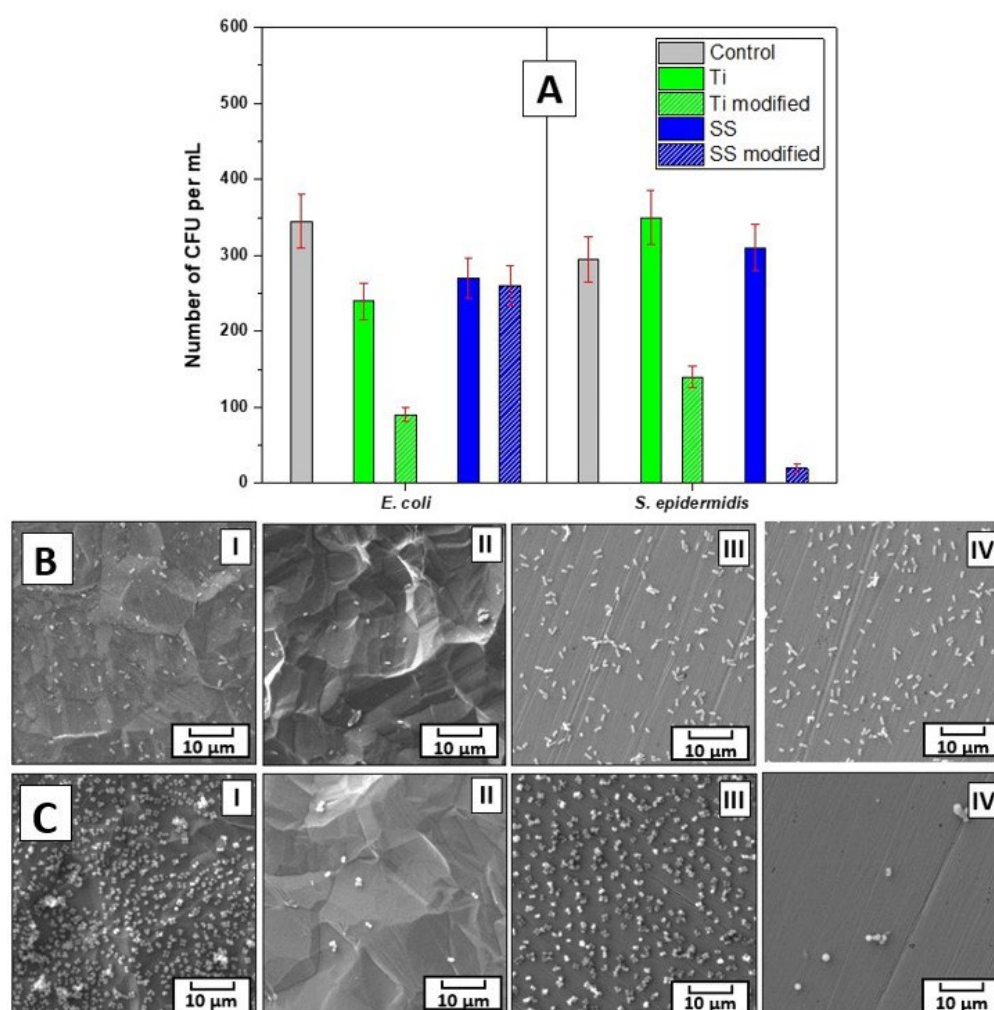 600
500
400
300
200
100
0
Number of CFU per mL
A
Control
Ti
Ti modified
SS
SS modified
E. coli
S. epidermidis
B
I
10 µm
II
10 µm
III
10 µm
IV
10 µm
C
I
10 µm
II
10 µm
III
10 µm
IV
10 µm